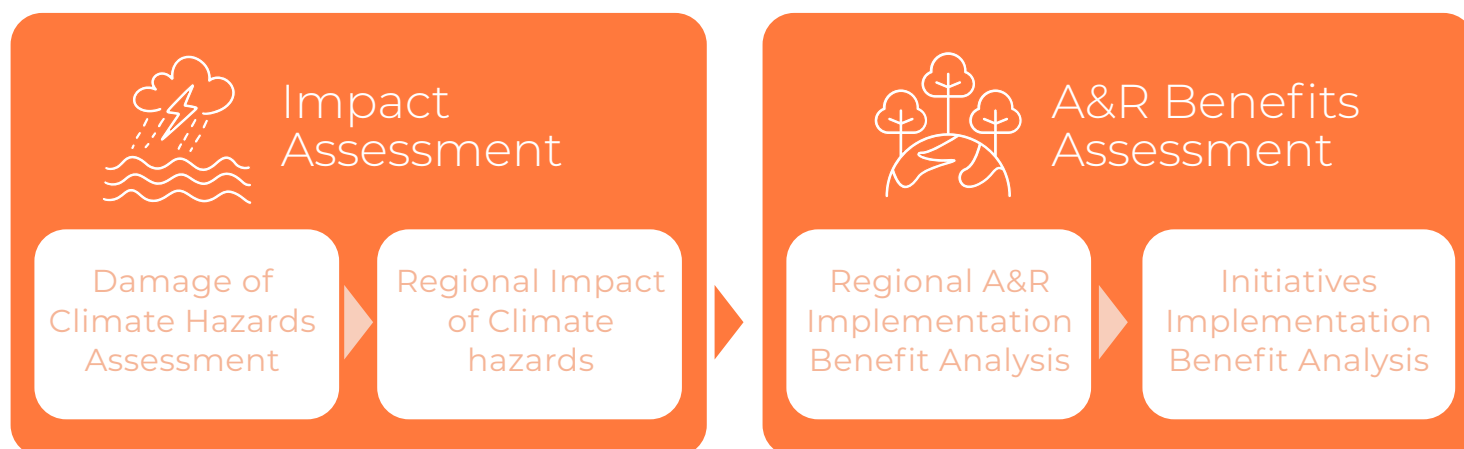 Impact
Assessment
Damage of
Climate Hazards
Assessment
Regional Impact
of Climate
hazards
A&R Benefits
Assessment
Regional A&R
Implementation
Benefit Analysis
Initiatives
Implementation
Benefit Analysis